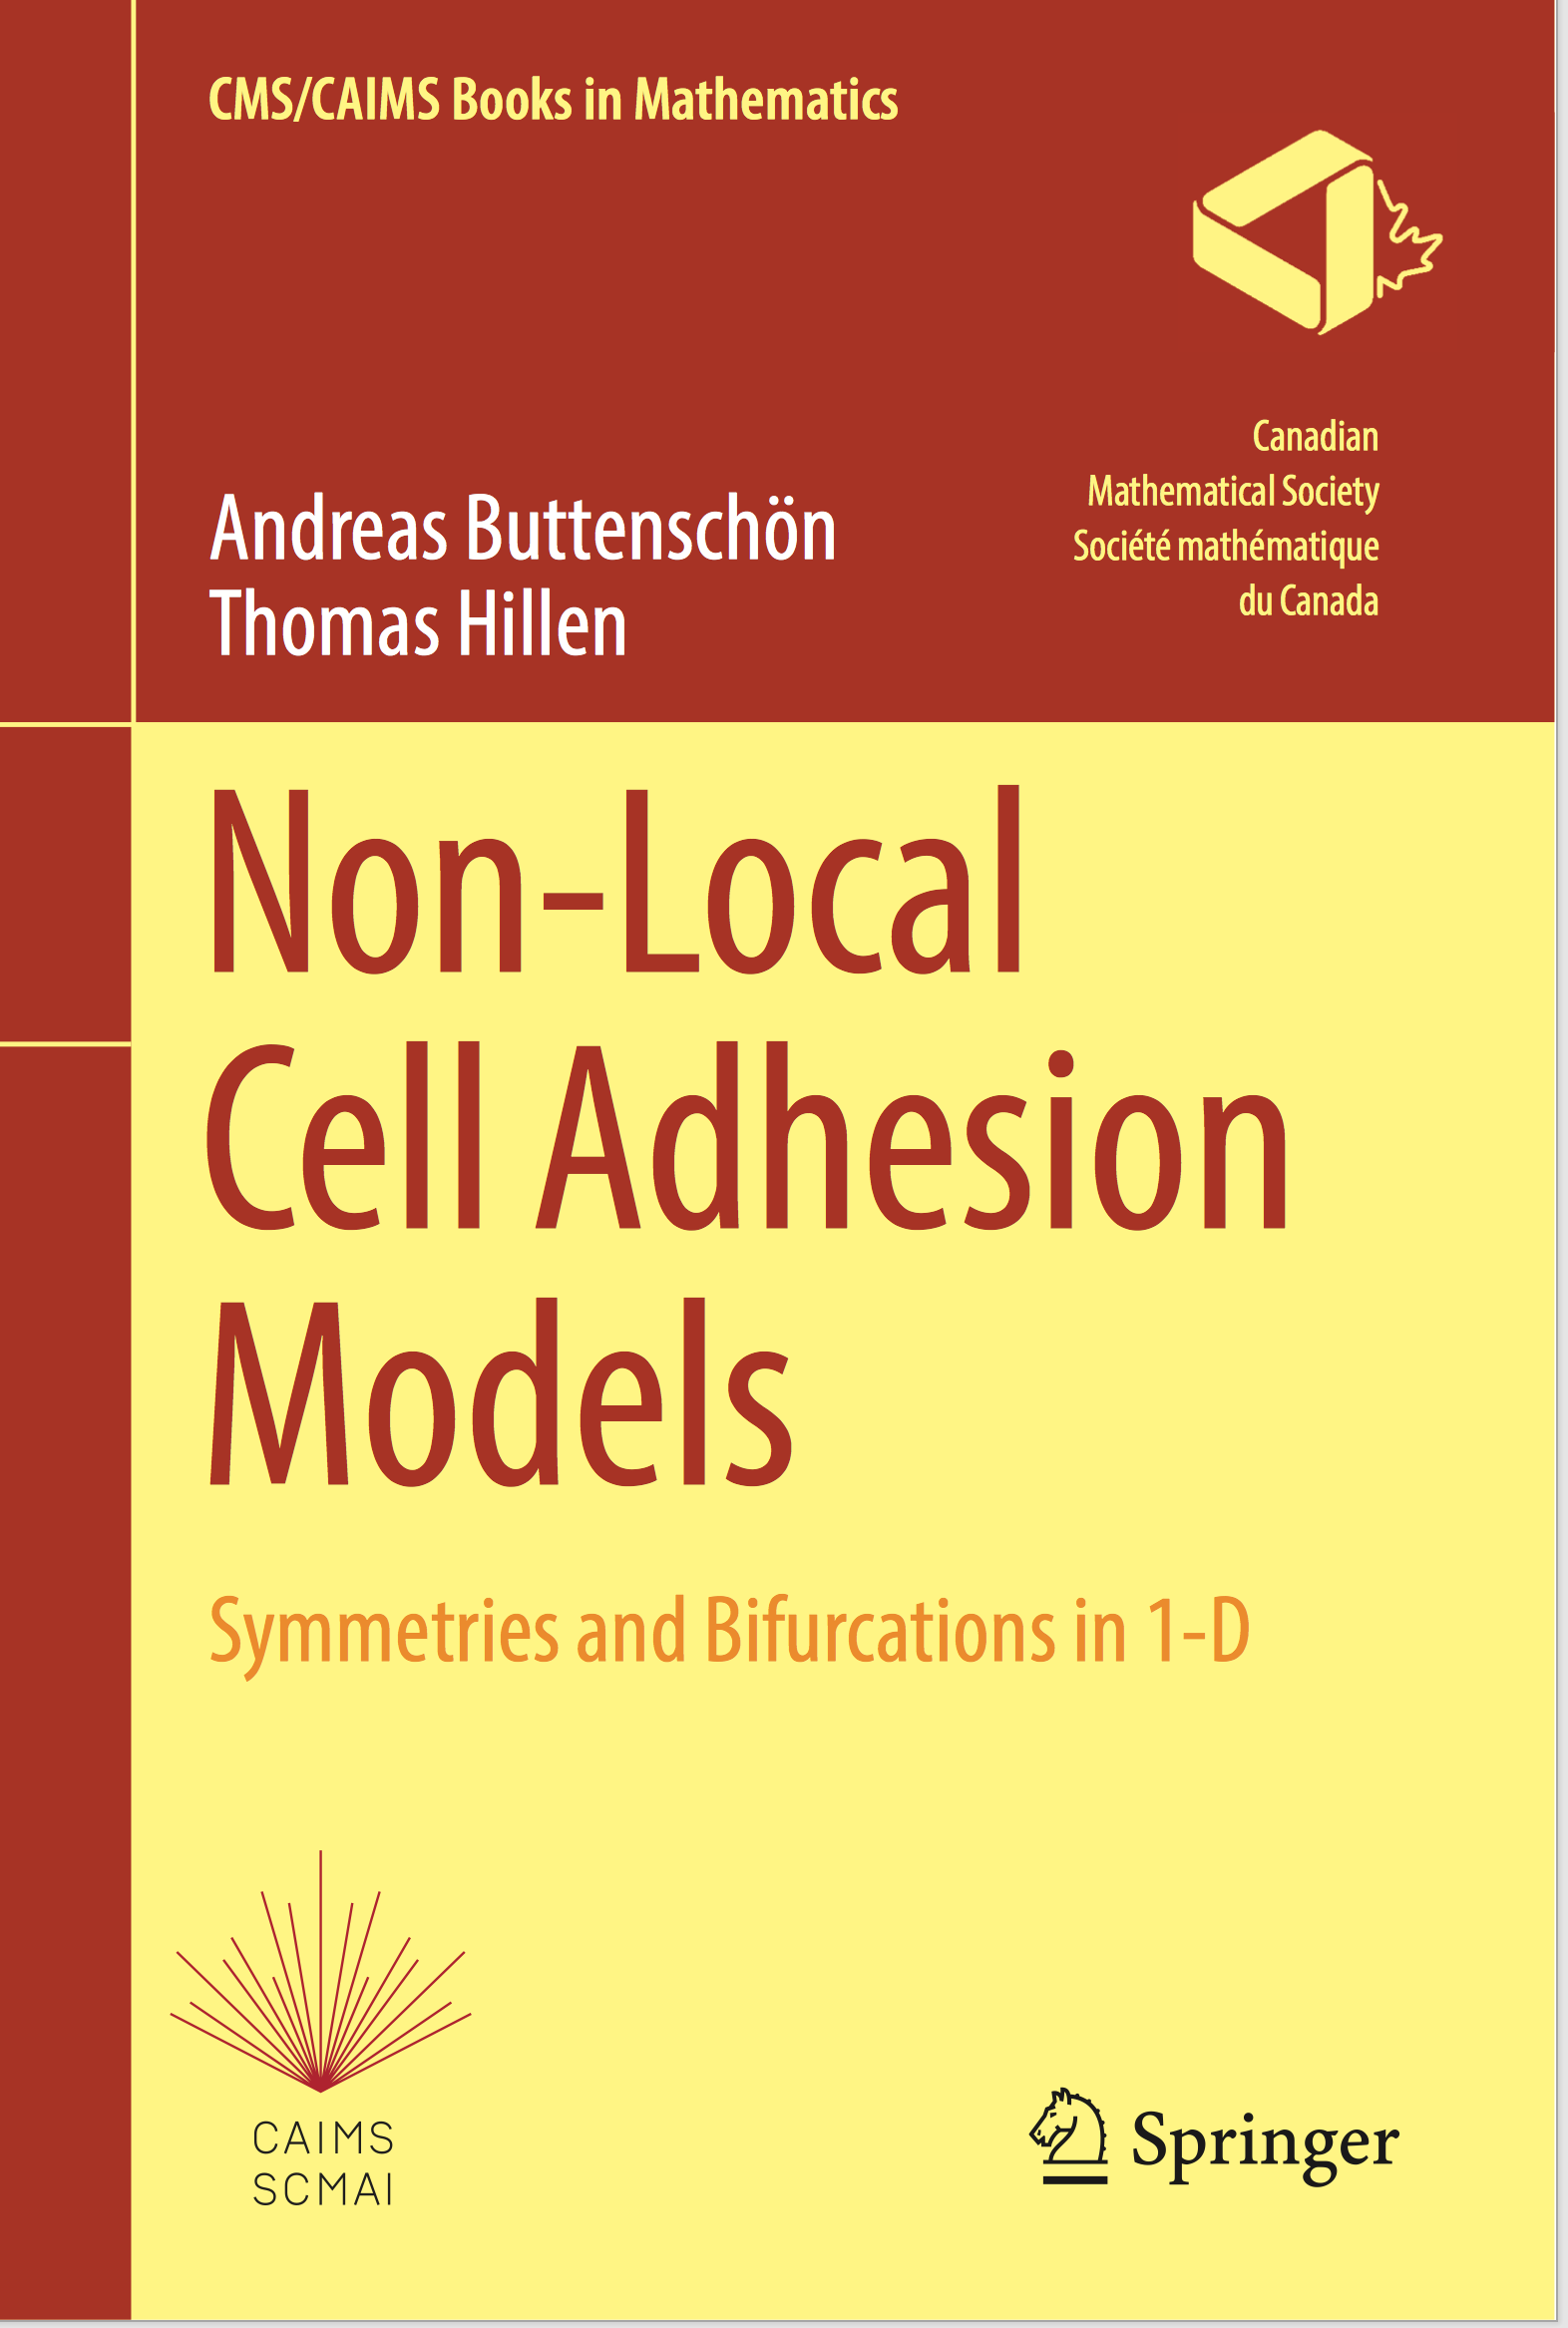 CMS/CAIMS Books in Mathematics
Canadian
Mathematical Society
Société mathématique
du Canada
Andreas Buttenschön
Thomas Hillen
Non-Local
Cell Adhesion
Models
Symmetries and Bifurcations in 1-D
CAIMS
SCMAI
Springer